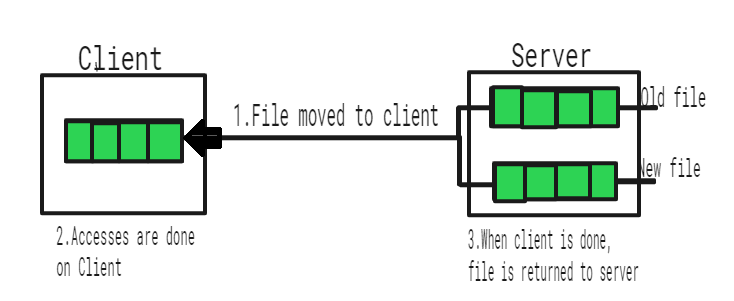 Client
Server
1.File moved to client
Old file
New file
2.Accesses are done
on Client
3.When client is done,
file is returned to server